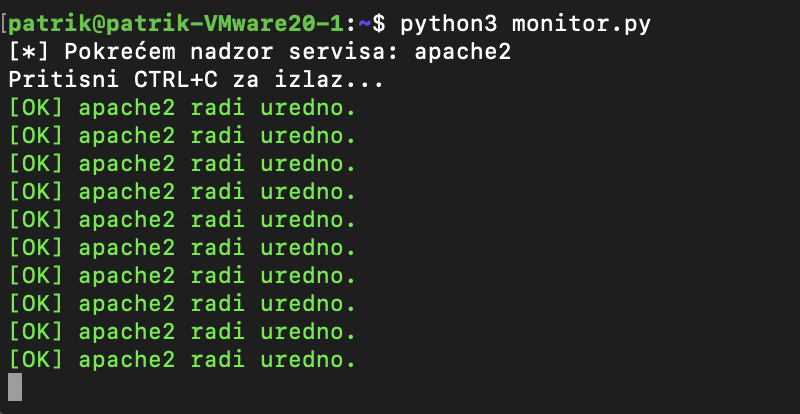 [patrik@patrik-VMware20-1:~$ python3 monitor.py
[*] Pokrećem nadzor servisa: apache2
Pritisni CTRL+C za izlaz...
[OK] apache2 radi uredno.
[OK] apache2 radi uredno.
[OK] apache2 radi uredno.
[OK] apache2 radi uredno.
[OK] apache2 radi uredno.
[OK] apache2 radi uredno.
[OK] apache2 radi uredno.
[OK] apache2 radi uredno.
[OK] apache2 radi uredno.
[OK] apache2 radi uredno.